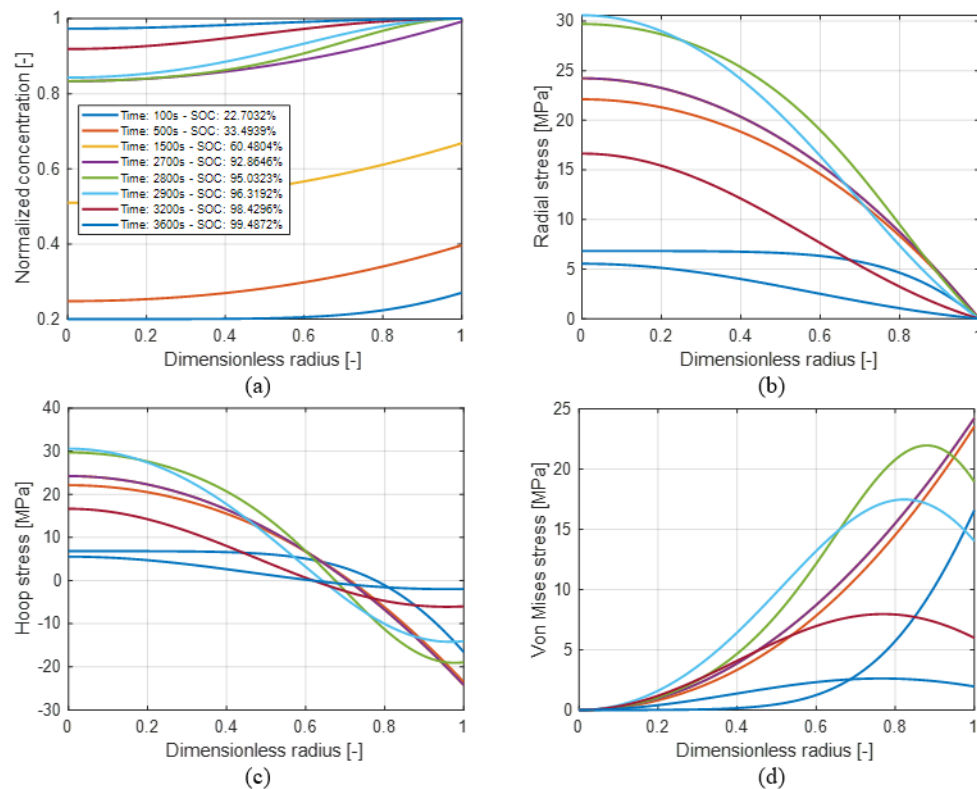 Normalized concentration [-]
1
0.8
0.6
0.4
0.2
Time: 100s - SOC: 22.7032%
Time: 500s - SOC: 33.4939%
Time: 1500s - SOC: 60.4804%
Time: 2700s - SOC: 92.8646%
Time: 2800s - SOC: 95.0323%
Time: 2900s - SOC: 96.3192%
Time: 3200s - SOC: 98.4296%
Time: 3600s - SOC: 99.4872%
0 0.2 0.4 0.6 0.8 1
Dimensionless radius [-]
(a)
Radial stress [MPa]
30
25
20
15
10
5
0
0 0.2 0.4 0.6 0.8 1
Dimensionless radius [-]
(b)
Hoop stress [MPa]
40
30
20
10
0
-10
-20
-30
0 0.2 0.4 0.6 0.8 1
Dimensionless radius [-]
(c)
Von Mises stress [MPa]
25
20
15
10
5
0
0 0.2 0.4 0.6 0.8 1
Dimensionless radius [-]
(d)